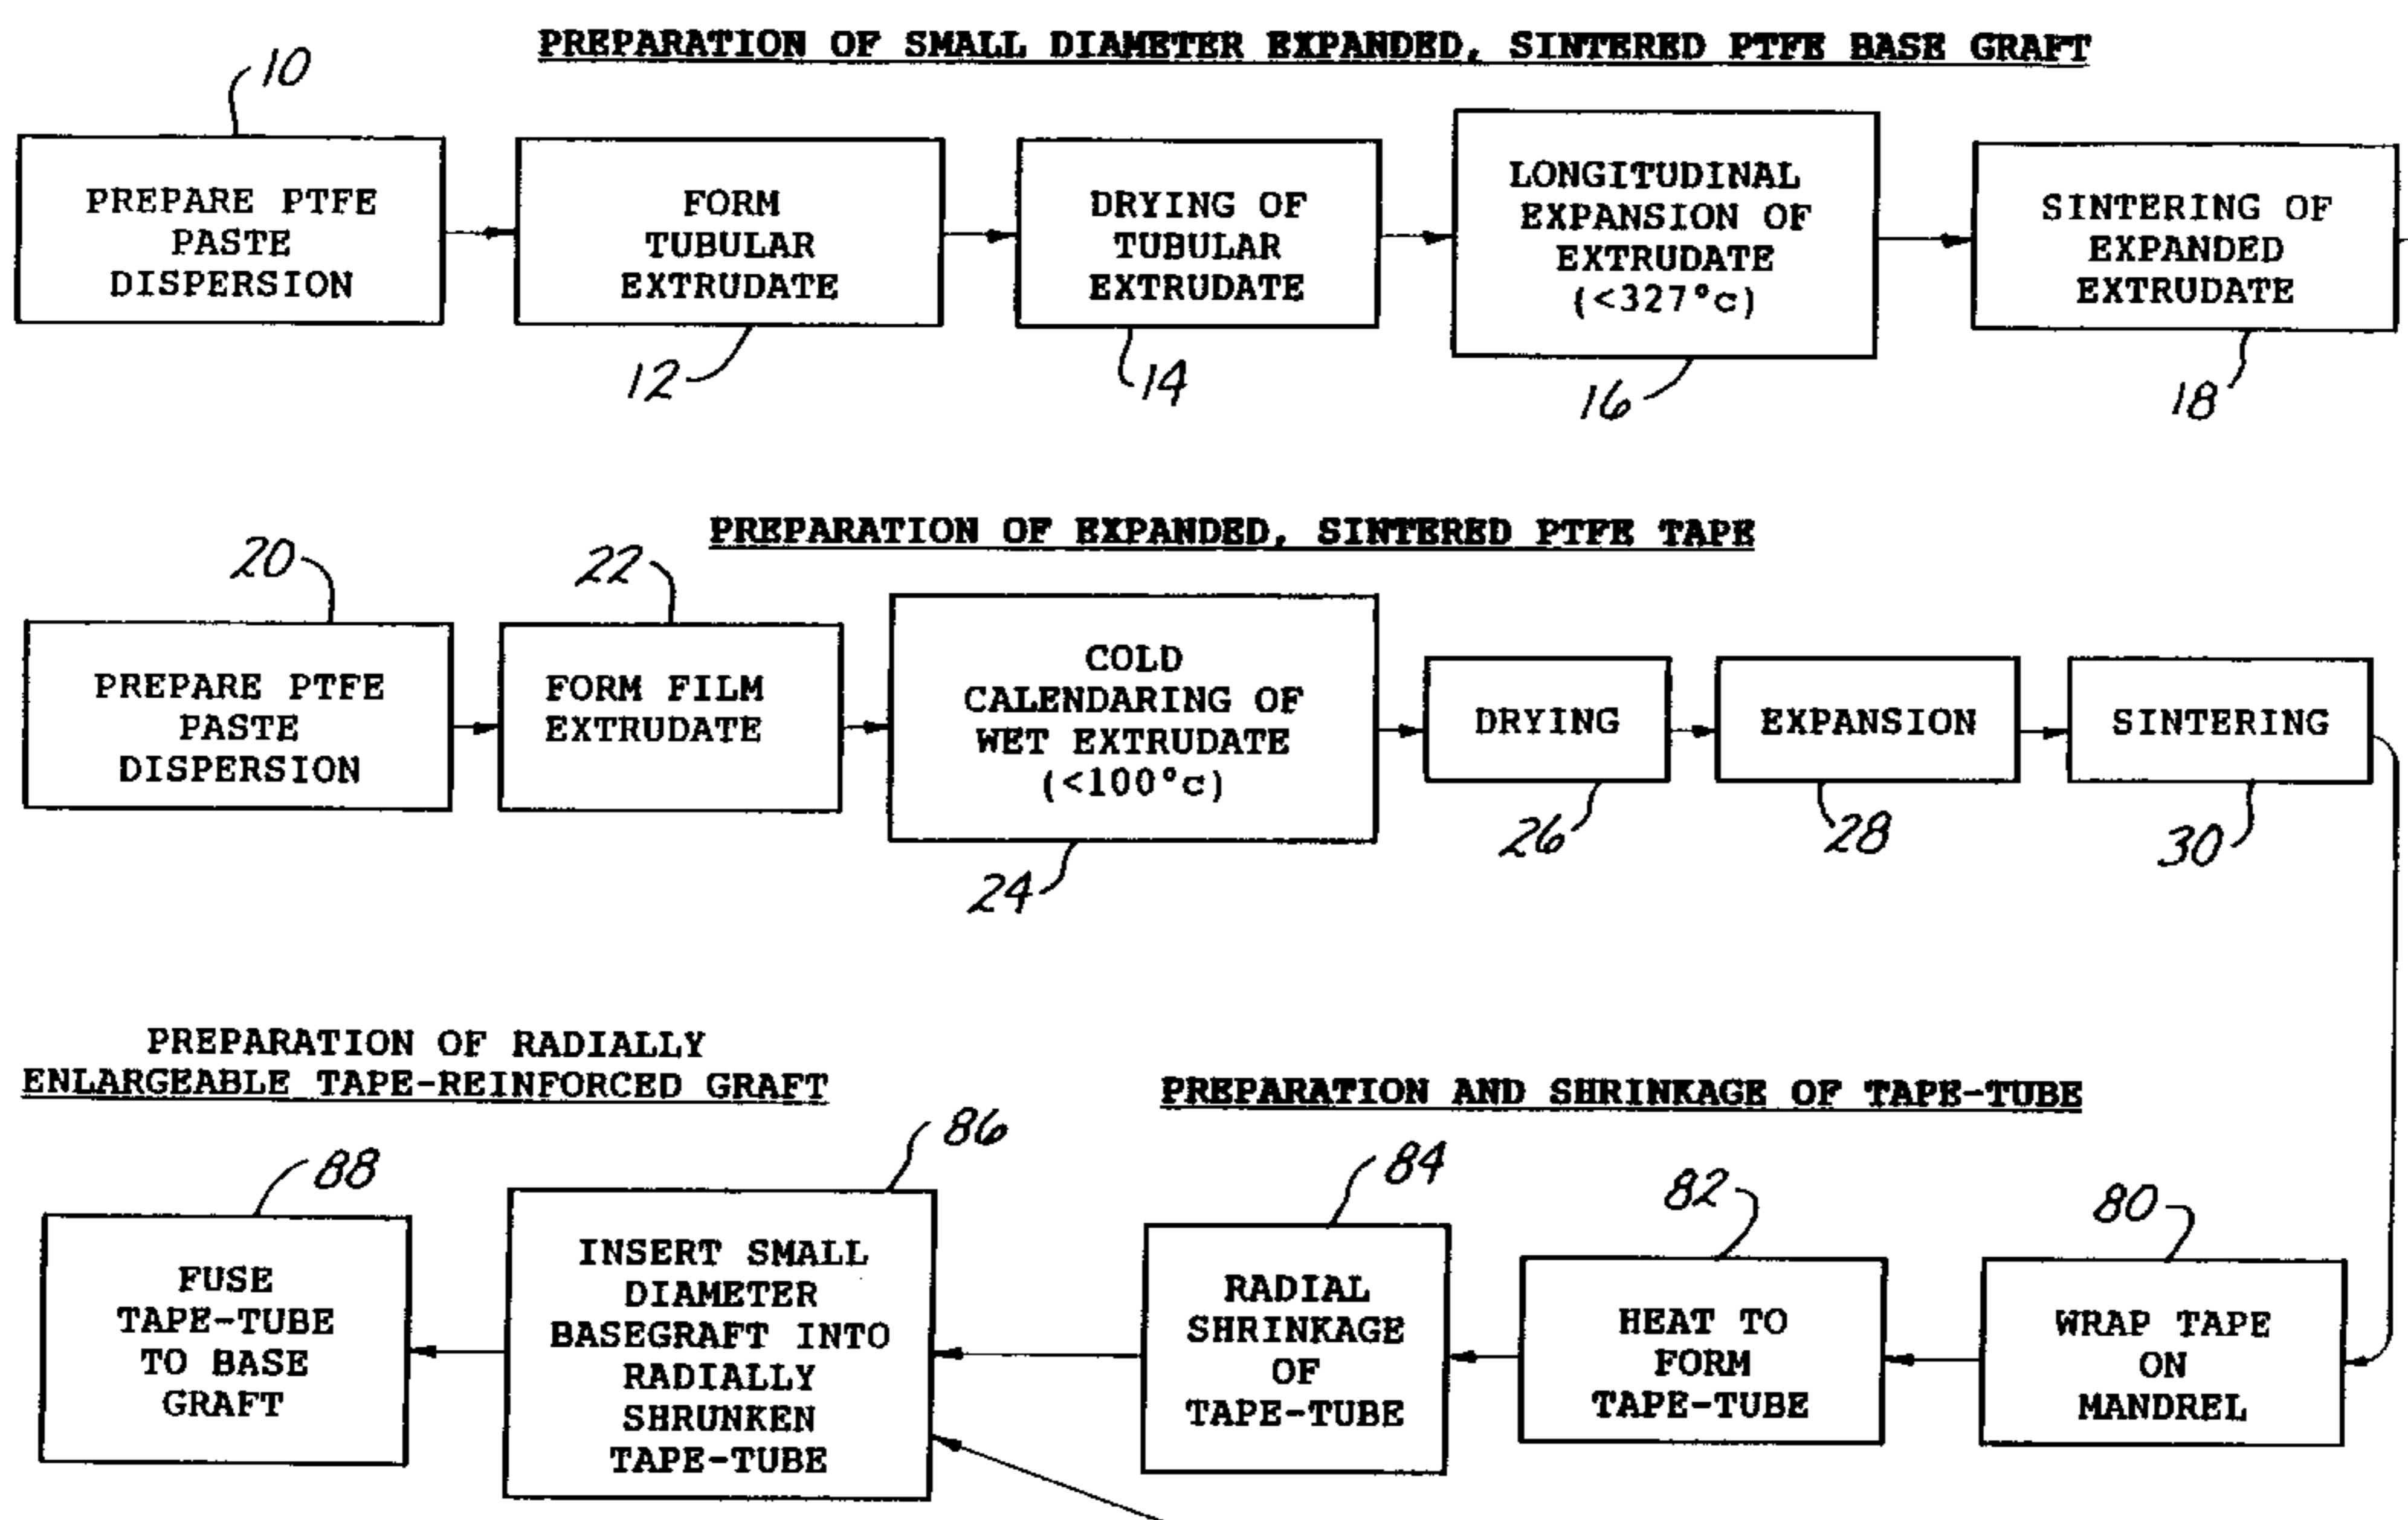 PREPARATION OF SMALL DIAMETER EXPANDED, SINTERED PTFE BASE GRAFT
10
PREPARE PTFE
PASTE
DISPERSION
FORM
TUBULAR
EXTRUDATE
12
DRYING OF
TUBULAR
EXTRUDATE
14
LONGITUDINAL
EXPANSION OF
EXTRUDATE
(<327°c)
16
SINTERING OF
EXPANDED
EXTRUDATE
18
PREPARATION OF EXPANDED, SINTERED PTFE TAPE
20
PREPARE PTFE
PASTE
DISPERSION
22
FORM FILM
EXTRUDATE
COLD
CALENDARING OF
WET EXTRUDATE
(<100°c)
24
DRYING
26
EXPANSION
28
SINTERING
30
PREPARATION OF RADIALLY
ENLARGEABLE TAPE-REINFORCED GRAFT
PREPARATION AND SHRINKAGE OF TAPE-TUBE
88
FUSE
TAPE-TUBE
TO BASE
GRAFT
86
INSERT SMALL
DIAMETER
BASEGRAFT INTO
RADIALLY
SHRUNKEN
TAPE-TUBE
84
RADIAL
SHRINKAGE
OF
TAPE-TUBE
82
HEAT TO
FORM
TAPE-TUBE
80
WRAP TAPE
ON
MANDREL